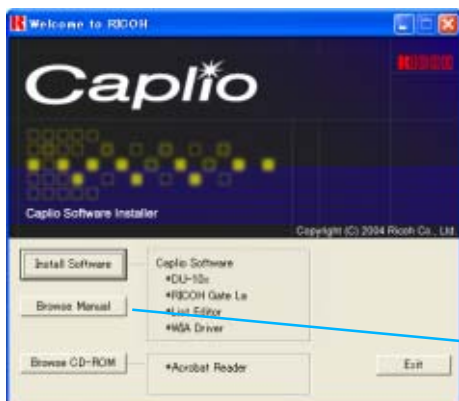 Welcome to RICOH
Caplio
RICOH
Caplio Software Installer
Copyright (C) 2004 Ricoh Co., Ltd.
Install Software
Caplio Software
*DU-10x
*RICOH Gate La
*List Editor
*WIA Driver
Browse Manual
Browse CD-ROM
*Acrobat Reader
Exit